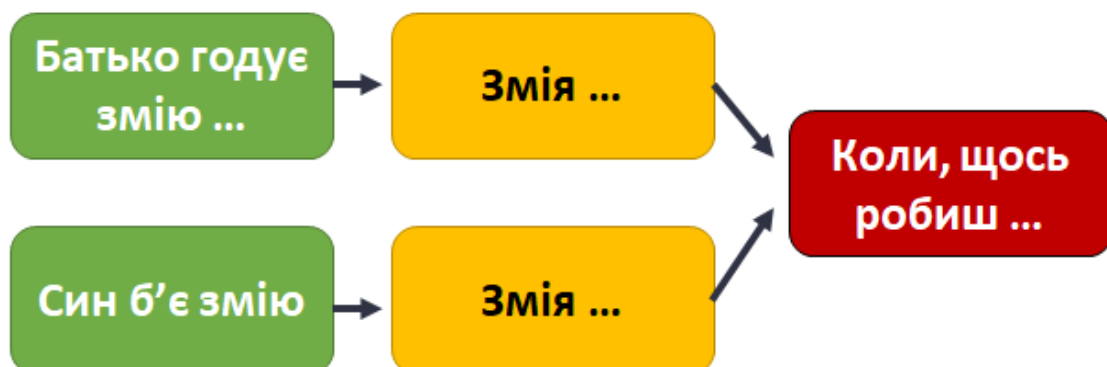 Батько годує
змію ...
Змія ...
Син б’є змію
Змія ...
Коли, щось
робиш ...